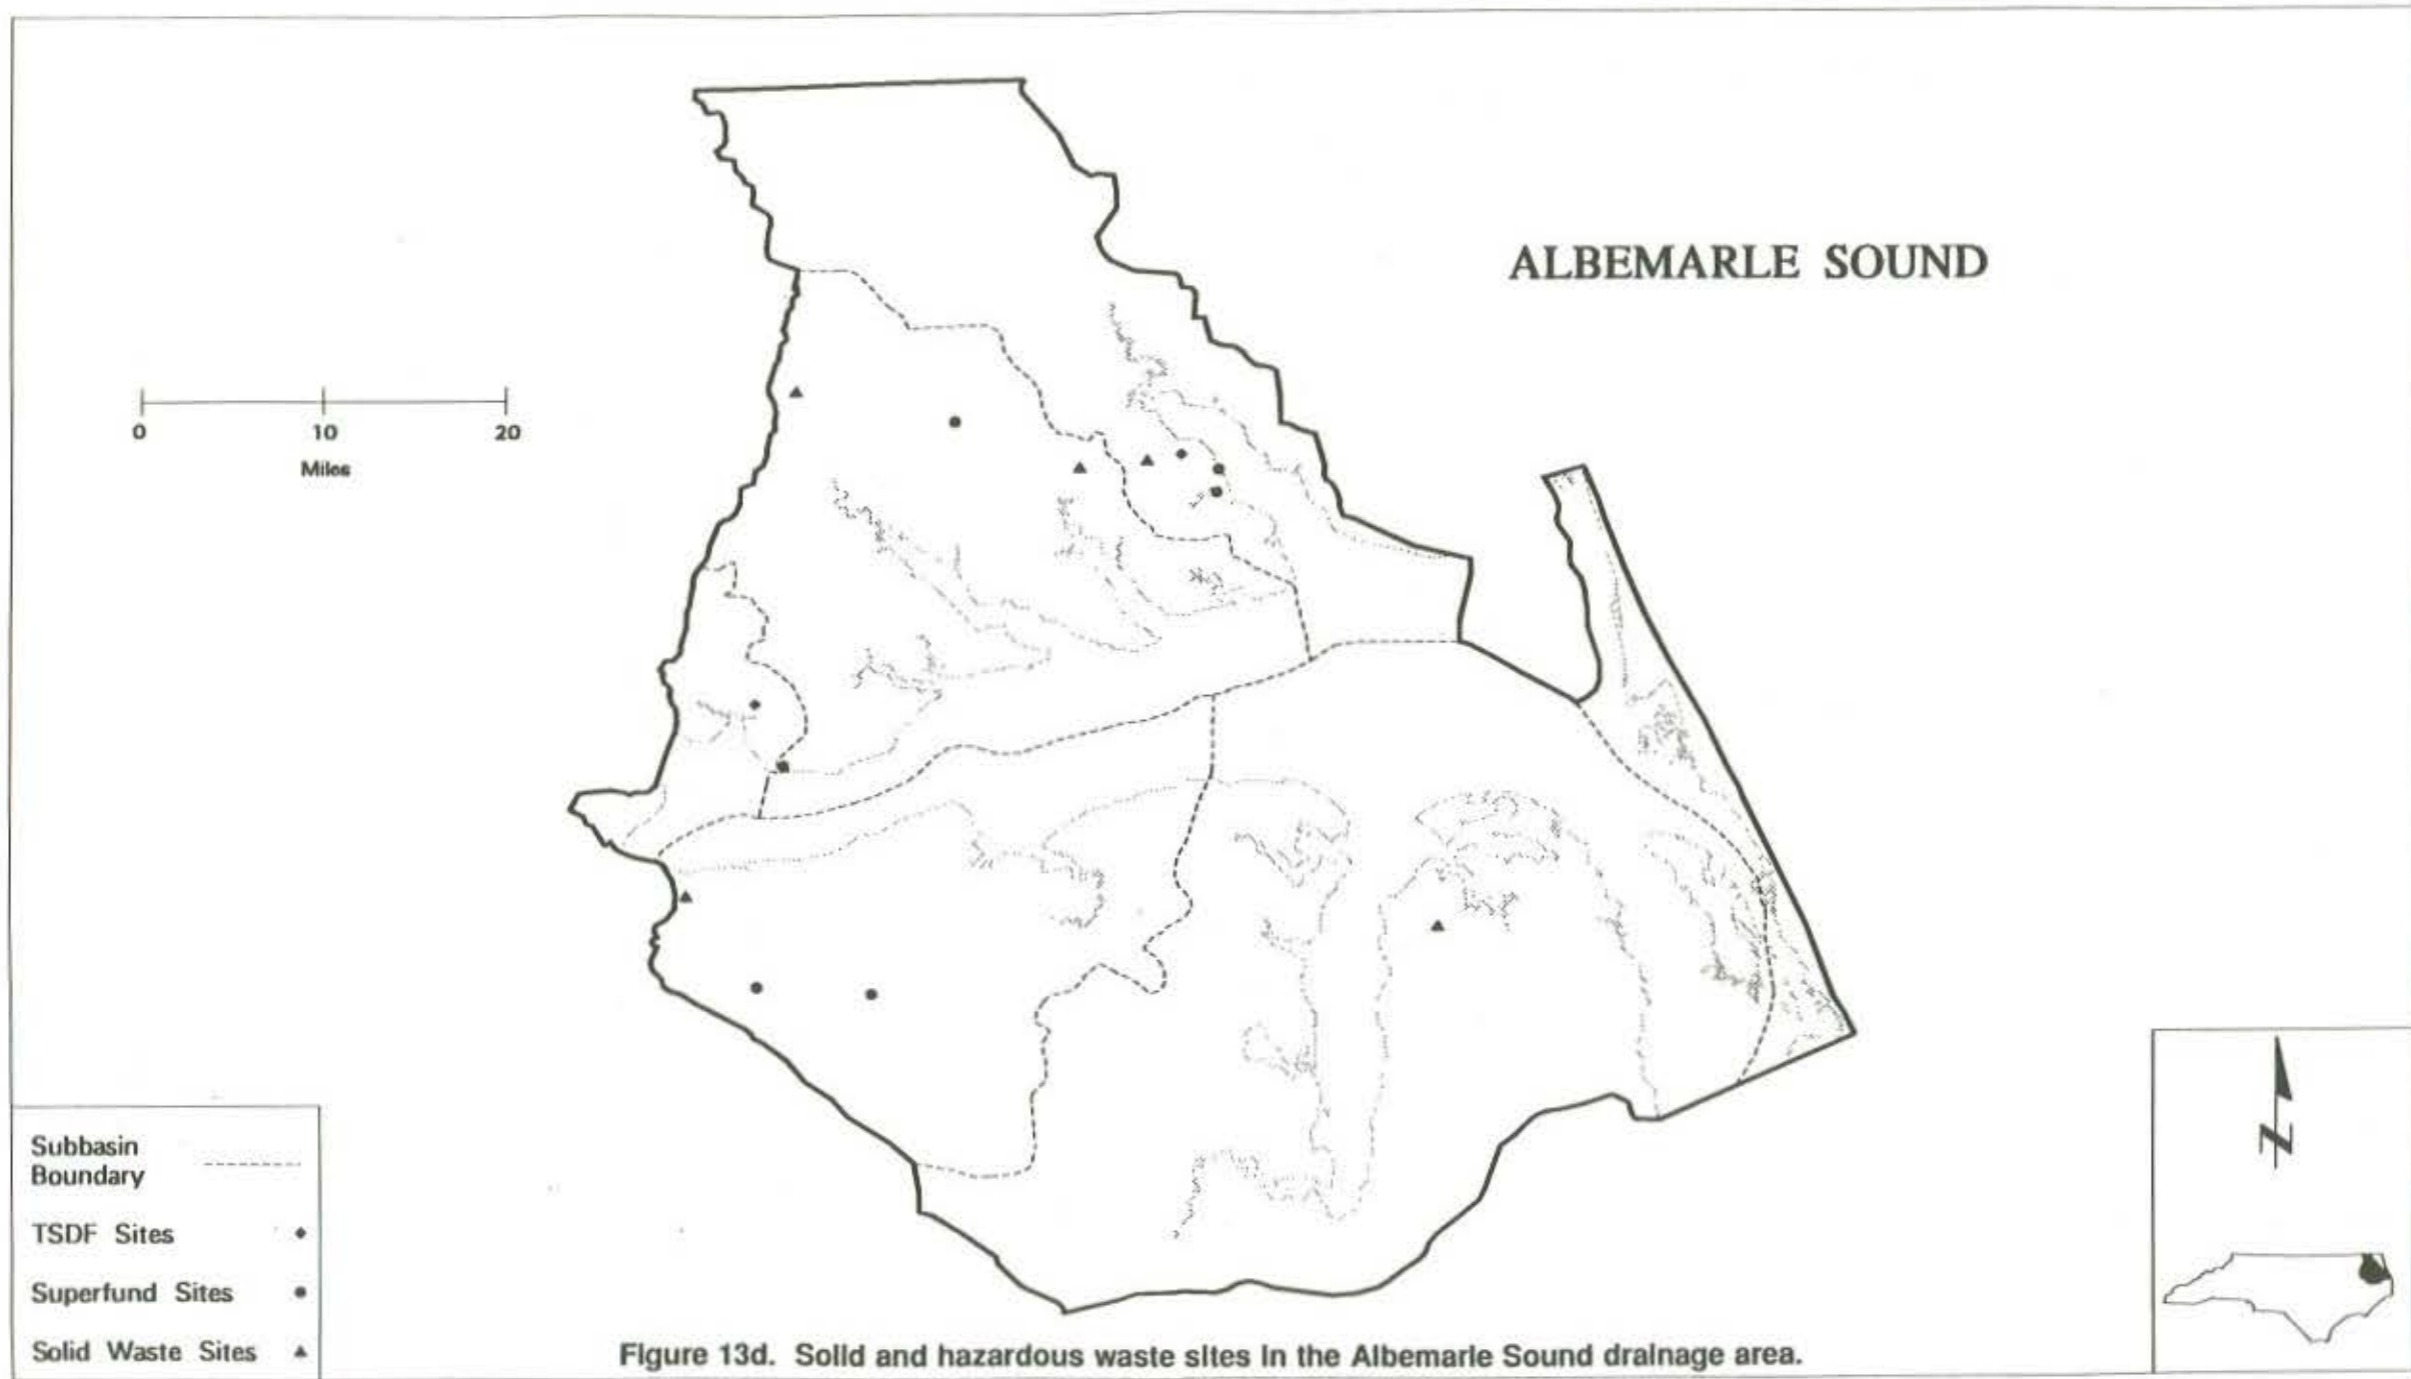 ALBEMARLE SOUND
0 10 20
Miles
Subbasin
Boundary
TSDF Sites
Superfund Sites
Solid Waste Sites
N
Figure 13d. Solid and hazardous waste sites in the Albemarle Sound drainage area.